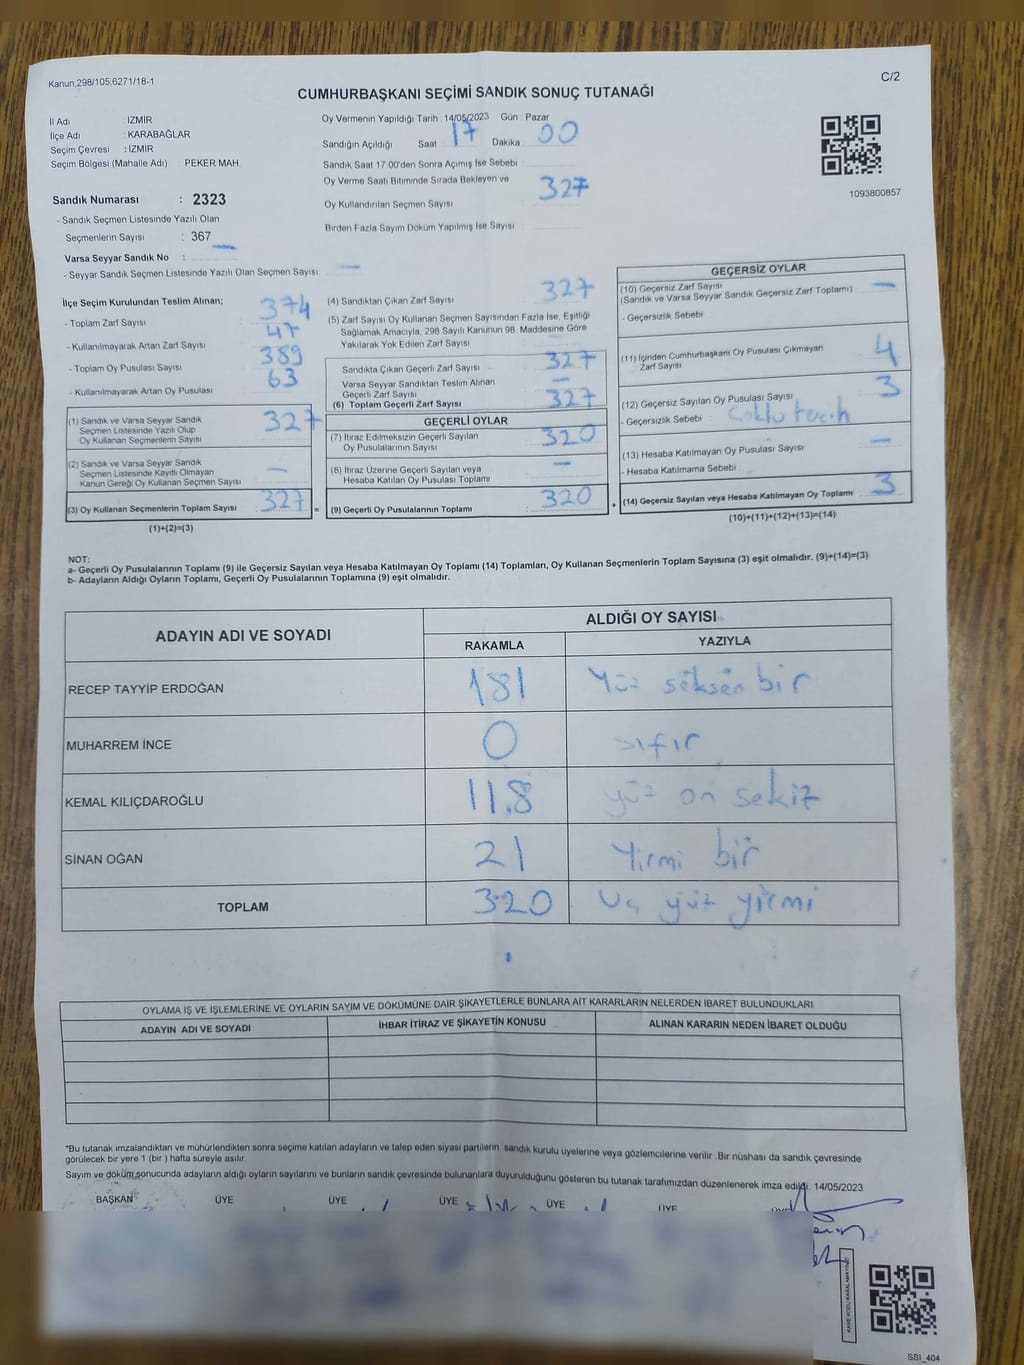 Kanun,298/105,6271/18-1
C/2
CUMHURBAŞKANI SEÇİMİ SANDIK SONUÇ TUTANAĞI
İl Adı : İZMİR
İlçe Adı : KARABAĞLAR
Seçim Çevresi : İZMİR
Seçim Bölgesi (Mahalle Adı) : PEKER MAH
Oy Vermenin Yapıldığı Tarih : 14/05/2023 Gün : Pazar
Sandığın Açıldığı Saat 17 Dakika 00
Sandık Saat 17:00'den Sonra Açımış İse Sebebi :
Oy Verme Saati Bitiminde Sırada Bekleyen ve
Oy Kullandırılan Seçmen Sayısı 327
Birden Fazla Sayım Döküm Yapılmış İse Sayısı :
1093800857
Sandık Numarası : 2323
- Sandık Seçmen Listesinde Yazılı Olan
Seçmenlerin Sayısı : 367
Varsa Seyyar Sandık No : —
- Seyyar Sandık Seçmen Listesinde Yazılı Olan Seçmen Sayısı: —
İlçe Seçim Kurulundan Teslim Alınan;
- Toplam Zarf Sayısı 374
- Kullanılmayarak Artan Zarf Sayısı 47
- Toplam Oy Pusulası Sayısı 389
- Kullanılmayarak Artan Oy Pusulası 63
(1) Sandık ve Varsa Seyyar Sandık
Seçmen Listesinde Yazılı Olup
Oy Kullanan Seçmenlerin Sayısı 327
(2) Sandık ve Varsa Seyyar Sandık
Seçmen Listesinde Kayıtlı Olmayan
Kanun Gereği Oy Kullanan Seçmen Sayısı —
(3) Oy Kullanan Seçmenlerin Toplam Sayısı 327 =
(1)+(2)=(3)
(4) Sandıktan Çıkan Zarf Sayısı 327
(5) Zarf Sayısı Oy Kullanan Seçmen Sayısından Fazla İse, Eşitliği
Sağlamak Amacıyla, 298 Sayılı Kanunun 98. Maddesine Göre
Yakılarak Yok Edilen Zarf Sayısı
Sandıkta Çıkan Geçerli Zarf Sayısı 327
Varsa Seyyar Sandıktan Teslim Alınan
Geçerli Zarf Sayısı —
(6) Toplam Geçerli Zarf Sayısı 327
GEÇERLİ OYLAR
(7) İtiraz Edilmeksizin Geçerli Sayılan
Oy Pusulasının Sayısı 320
(8) İtiraz Üzerine Geçerli Sayılan veya
Hesaba Katılan Oy Pusulası Toplamı —
(9) Geçerli Oy Pusulalarının Toplamı 320 +
GEÇERSİZ OYLAR
(10) Geçersiz Zarf Sayısı —
(Sandık ve Varsa Seyyar Sandık Geçersiz Zarf Toplamı)
- Geçersizlik Sebebi
(11) İçinden Cumhurbaşkanı Oy Pusulası Çıkmayan
Zarf Sayısı 4
(12) Geçersiz Sayılan Oy Pusulası Sayısı 3
- Geçersizlik Sebebi :
(13) Hesaba Katılmayan Oy Pusulası Sayısı —
- Hesaba Katılmama Sebebi :
(14) Geçersiz Sayılan veya Hesaba Katılmayan Oy Toplamı 3
(10)+(11)+(12)+(13)=(14)
NOT:
a- Geçerli Oy Pusulalarının Toplamı (9) ile Geçersiz Sayılan veya Hesaba Katılmayan Oy Toplamı (14) Toplamları, Oy Kullanan Seçmenlerin Toplam Sayısına (3) eşit olmalıdır. (9)+(14)=(3)
b- Adayların Aldığı Oyların Toplamı, Geçerli Oy Pusulalarının Toplamına (9) eşit olmalıdır.
ADAYIN ADI VE SOYADI
ALDIĞI OY SAYISI
RAKAMLA YAZIYLA
RECEP TAYYİP ERDOĞAN 181 Yüz seksen bir
MUHARREM İNCE 0 sıfır
KEMAL KILIÇDAROĞLU 118 yüz on sekiz
SİNAN OĞAN 21 Yirmi bir
TOPLAM 320 Üç yüz yirmi
OYLAMA İŞ VE İŞLEMLERİNE VE OYLARIN SAYIM VE DÖKÜMÜNE DAİR ŞİKAYETLERLE BUNLARA AİT KARARLARIN NELERDEN İBARET BULUNDUKLARI
ADAYIN ADI VE SOYADI İHBAR İTİRAZ VE ŞİKAYETİN KONUSU ALINAN KARARIN NEDEN İBARET OLDUĞU
*Bu tutanak imzalandıktan ve mühürlendikten sonra seçime katılan adayların ve talep eden siyasi partilerin sandık kurulu üyelerine veya gözlemcilerine verilir .Bir nüshası da sandık çevresinde
görülecek bir yere 1 (bir ) hafta süreyle asılır.
Sayım ve döküm sonucunda adayların aldığı oyların sayılarını ve bunların sandık çevresinde bulunanlara duyurulduğunu gösteren bu tutanak tarafımızdan düzenlenerek imza edildi. 14/05/2023
BAŞKAN ÜYE ÜYE ÜYE ÜYE ÜYE ÜYE
SSI_404